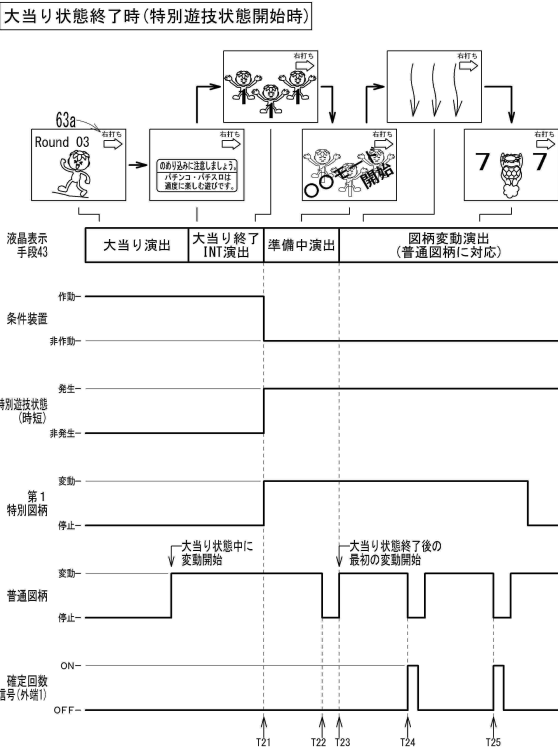 大当り状態終了時(特別遊技状態開始時)
63a
右打ち
Round 03
右打ち
のめり込みに注意しましょう。
パチンコ・パチスロは
適度に楽しむ遊びです。
右打ち
右打ち
〇〇モード
開始
右打ち
右打ち
7 7
液晶表示
手段43
大当り演出
大当り終了
INT演出
準備中演出
図柄変動演出
(普通図柄に対応)
条件装置
作動
非作動
特別遊技状態
(時短)
発生
非発生
第1
特別図柄
変動
停止
普通図柄
変動
停止
大当り状態中に
変動開始
大当り状態終了後の
最初の変動開始
確定回数
信号(外端1)
ON
OFF
T21 T22 T23 T24 T25